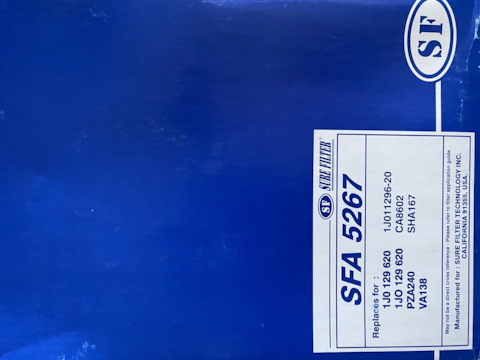 SF
SF SURE FILTER®
SFA 5267
Replaces for :
1J0 129 620 1J011296-20
1JO 129 620 CA8602
PZA240 SHA167
VA138
May not be a direct cross reference - Please refer to filter application guide.
Manufactured for : SURE FILTER TECHNOLOGY INC.
CALIFORNIA 91355, USA.